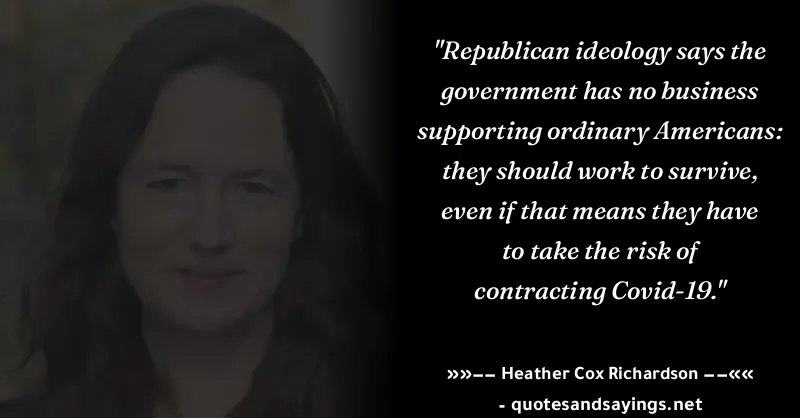 "Republican ideology says the
government has no business
supporting ordinary Americans:
they should work to survive,
even if that means they have
to take the risk of
contracting Covid-19."
»»–– Heather Cox Richardson ––««
- quotesandsayings.net